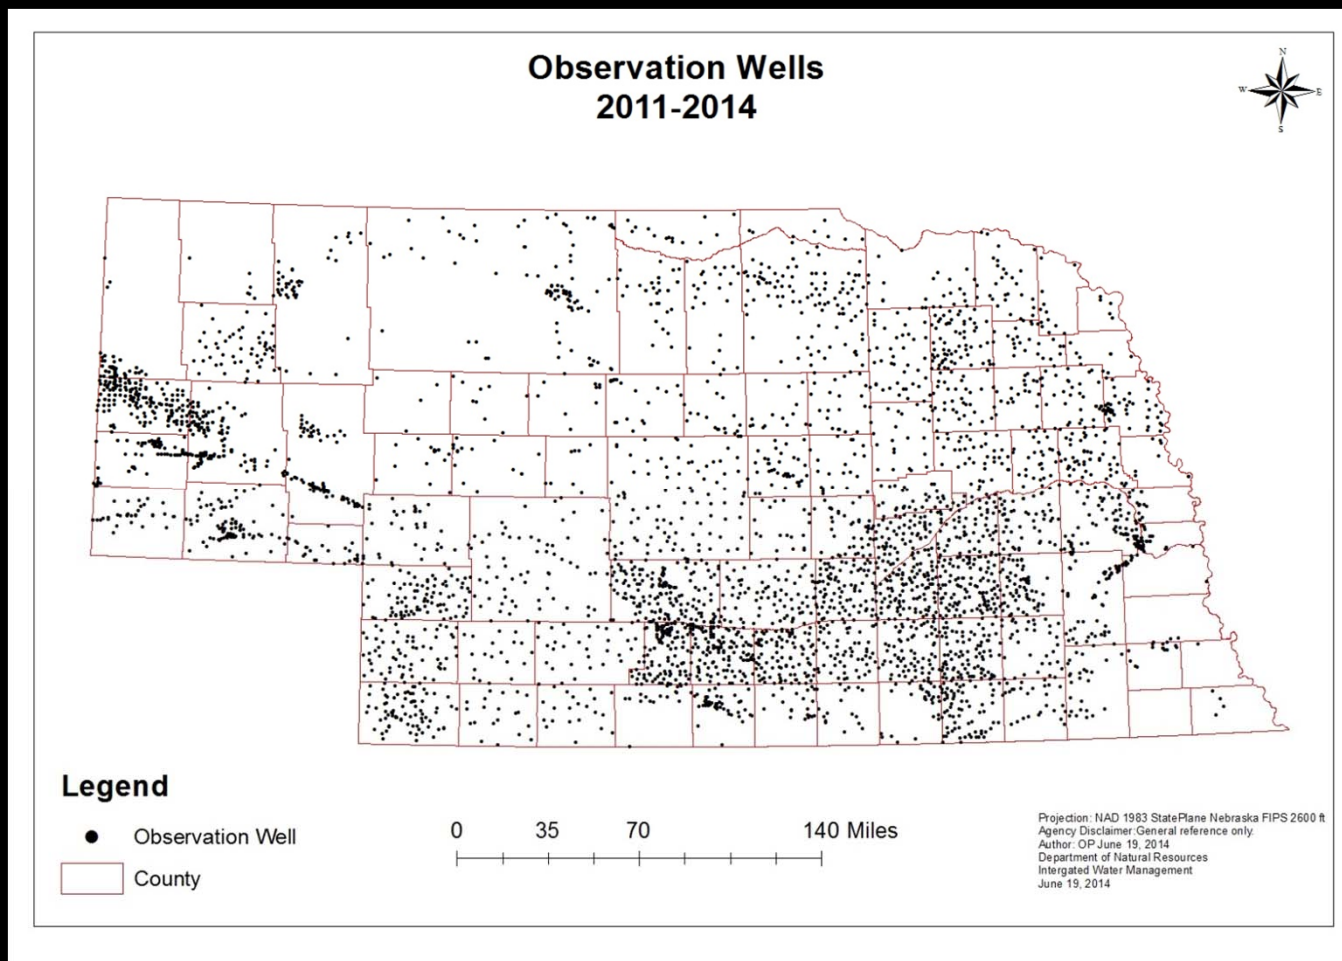 Observation Wells
2011-2014
N
W
E
S
Legend
Observation Well
County
0 35 70 140 Miles
Projection: NAD 1983 StatePlane Nebraska FIPS 2600 ft
Agency Disclaimer:General reference only.
Author: OP June 19, 2014
Department of Natural Resources
Intergated Water Management
June 19, 2014